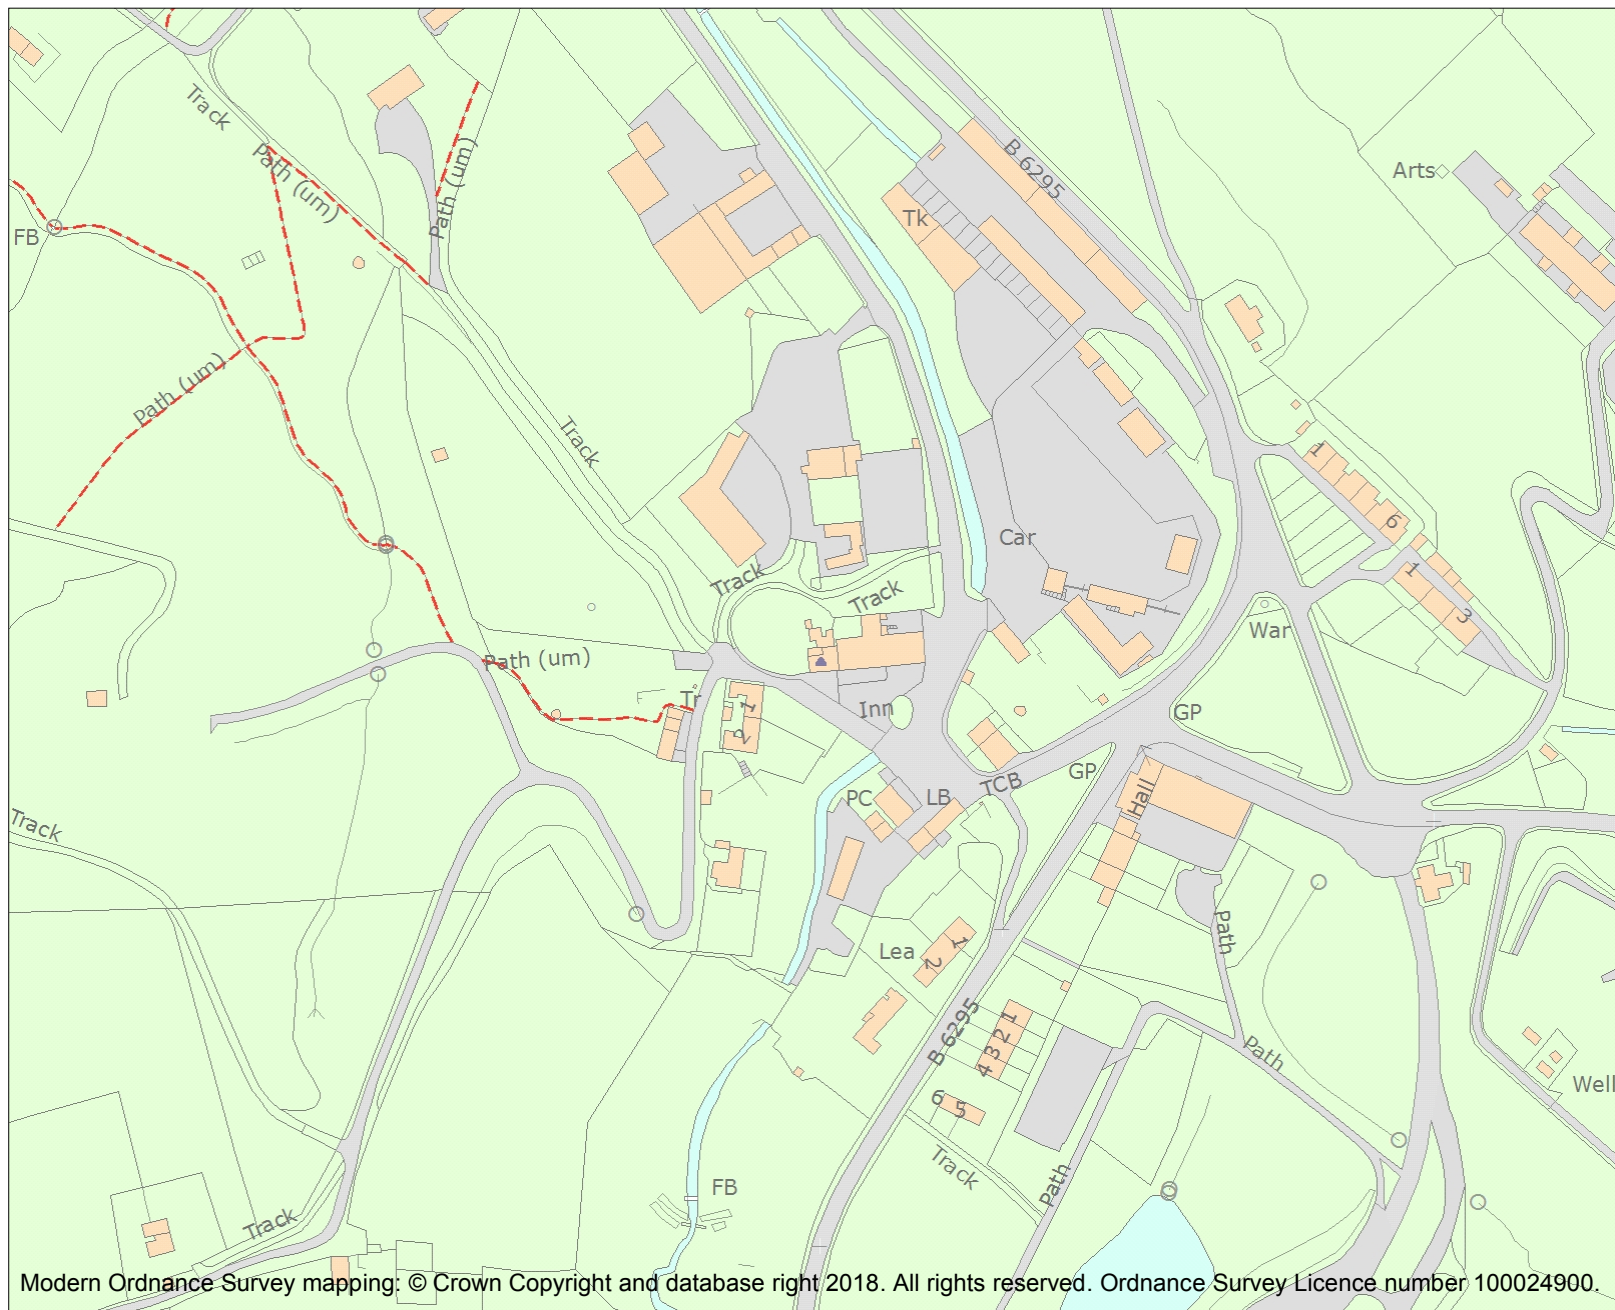 Track
Path (um)
Path (um)
B 6295
Arts
Tk
FB
Path (um)
Track
1
6
Car
Track
Track
1
3
War
Path (um)
Tr
1
2
Inn
GP
GP
TCB
PC
LB
Hall
Track
Path
Lea
1
2
B 6295
1
2
3
4
Path
Well
6
5
Track
Path
FB
Track
Modern Ordnance Survey mapping: © Crown Copyright and database right 2018. All rights reserved. Ordnance Survey Licence number 100024900.